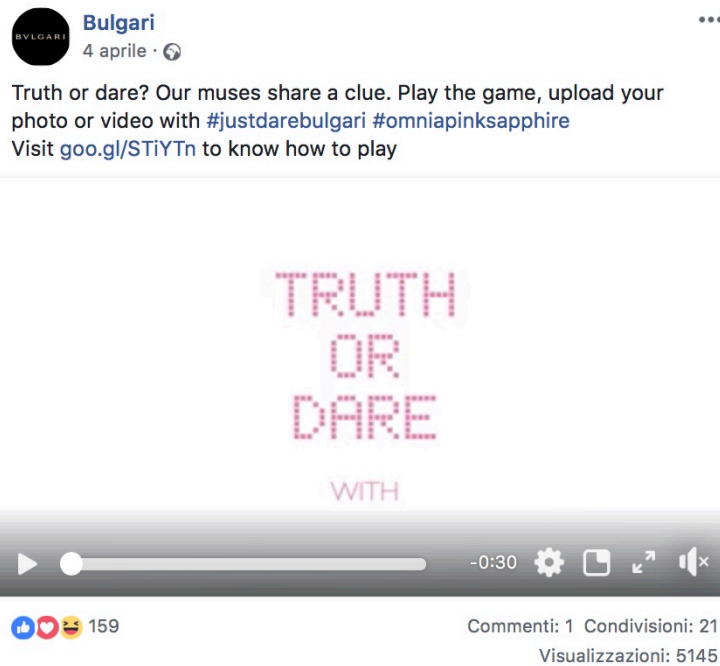 BVLGARI
Bulgari
4 aprile ·
Truth or dare? Our muses share a clue. Play the game, upload your
photo or video with #justdarebulgari #omniapinksapphire
Visit goo.gl/STiYTn to know how to play
TRUTH
OR
DARE
WITH
-0:30
159
Commenti: 1 Condivisioni: 21
Visualizzazioni: 5145